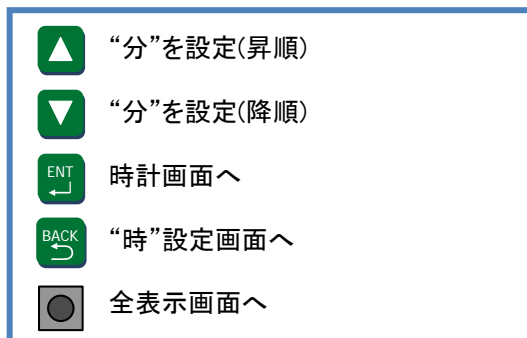 “分”を設定(昇順)
“分”を設定(降順)
ENT 時計画面へ
BACK “時”設定画面へ
全表示画面へ